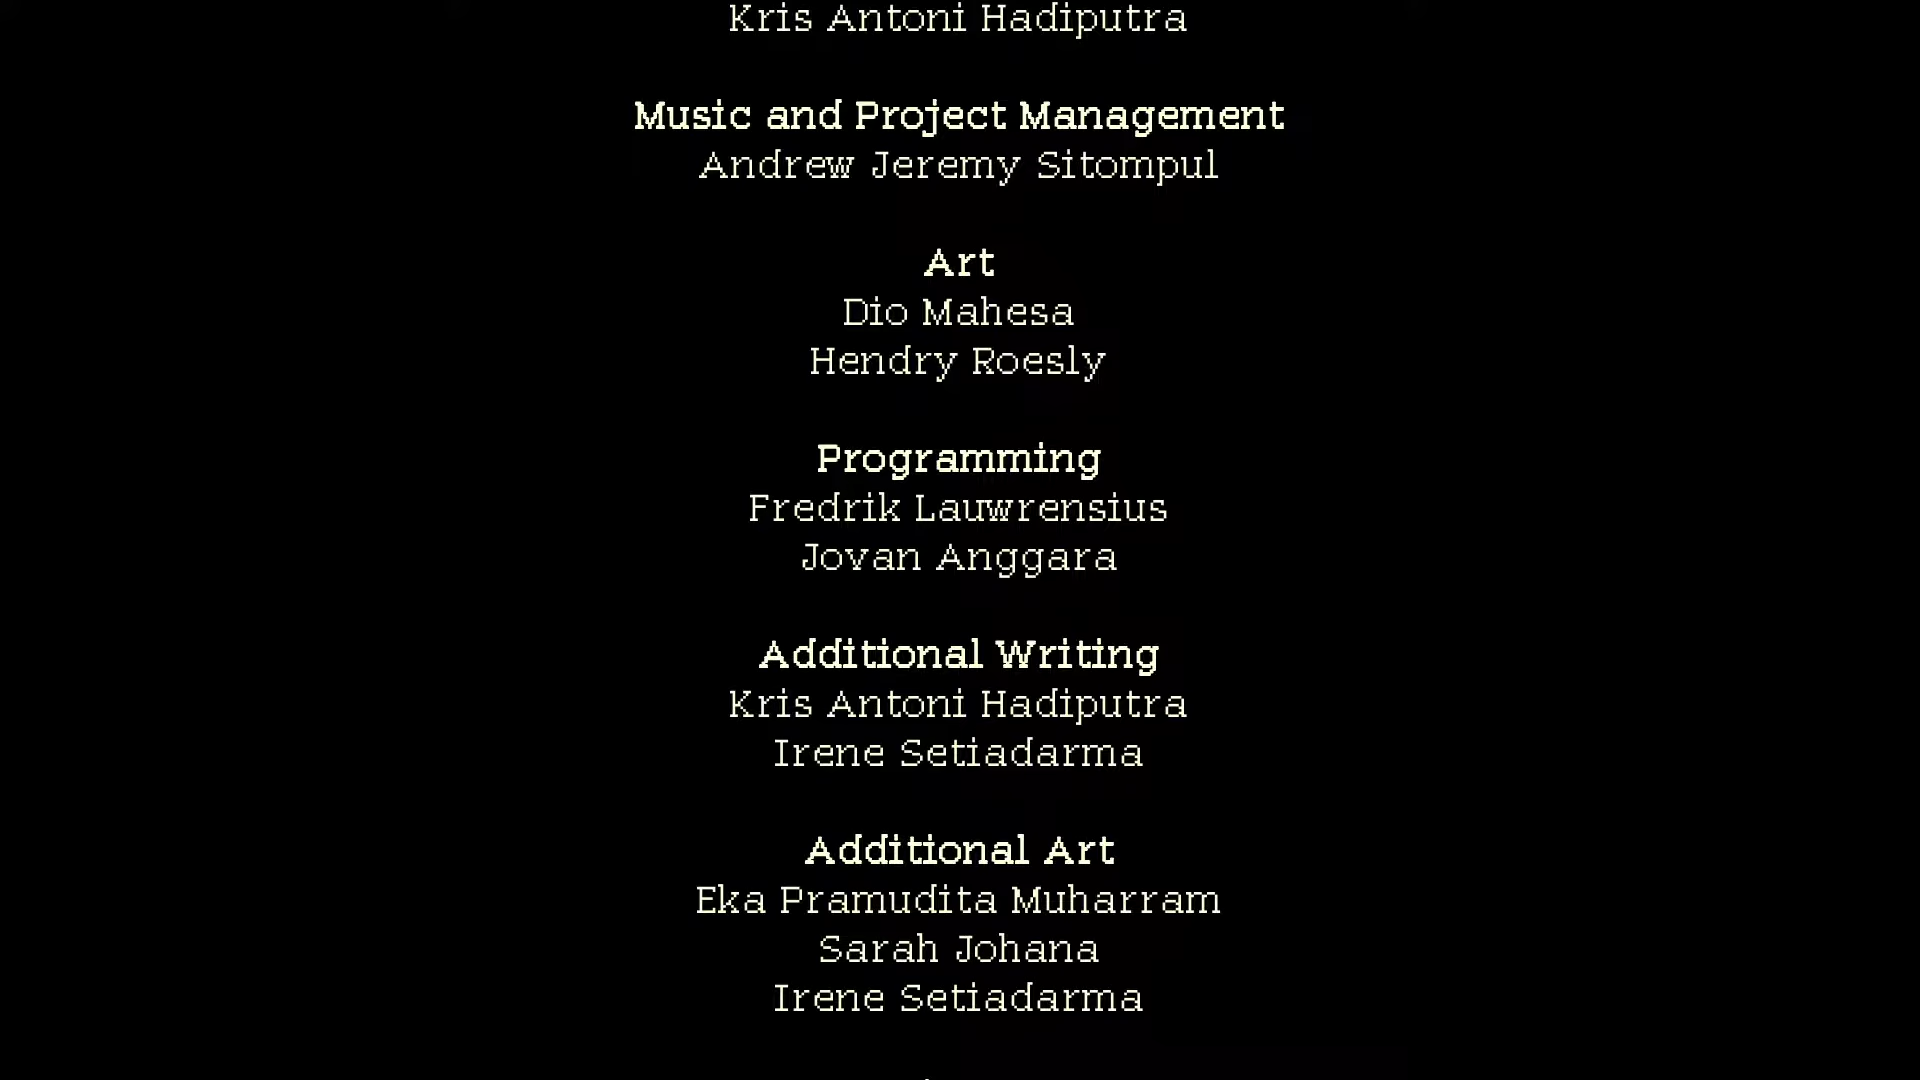 Kris Antoni Hadiputra
Music and Project Management
Andrew Jeremy Sitompul
Art
Dio Mahesa
Hendry Roesly
Programming
Fredrik Lauwrensius
Jovan Anggara
Additional Writing
Kris Antoni Hadiputra
Irene Setiadarma
Additional Art
Eka Pramudita Muharram
Sarah Johana
Irene Setiadarma